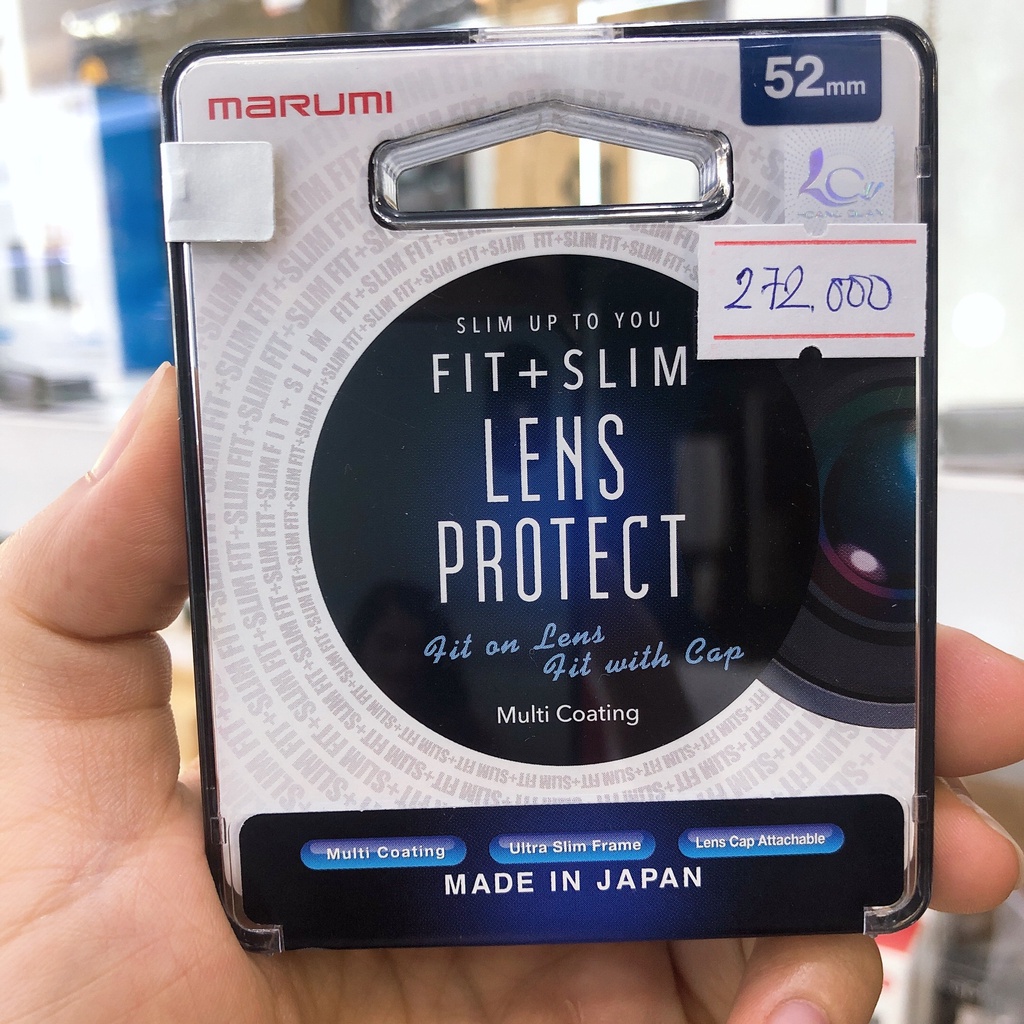 marumi
52mm
272,000
SLIM UP TO YOU
FIT+SLIM
LENS
PROTECT
Fit on Lens
Fit with Cap
Multi Coating
Multi Coating
Ultra Slim Frame
Lens Cap Attachable
MADE IN JAPAN